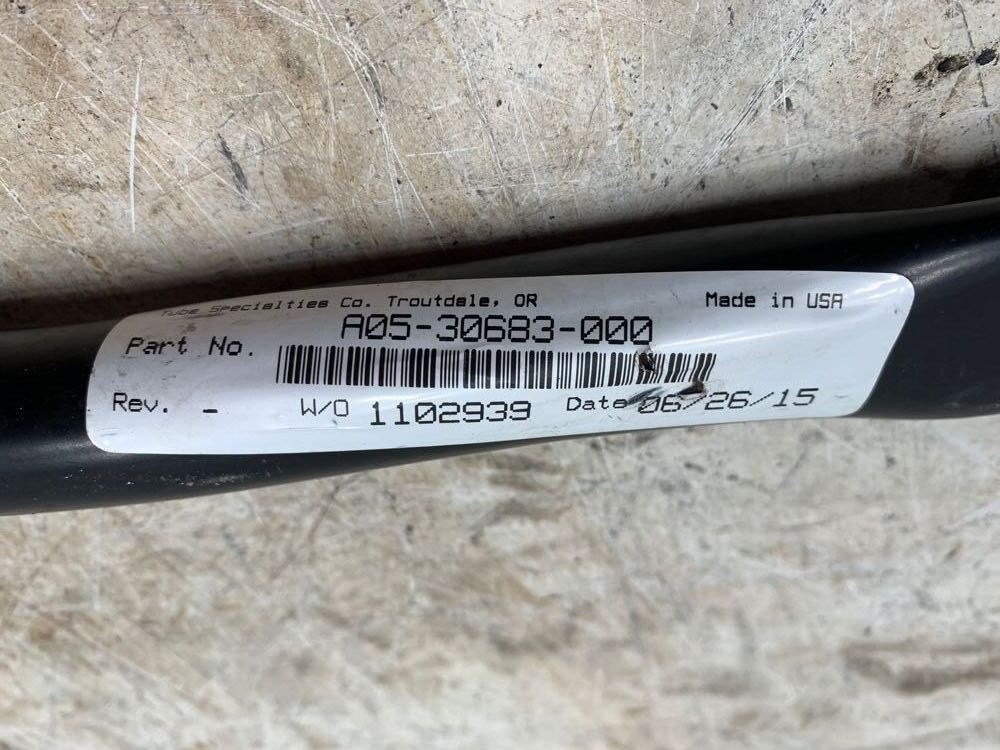 Tube Specialties Co. Troutdale, OR Made in USA
Part No. A05-30683-000
Rev. - W/O 1102939 Date 06/26/15